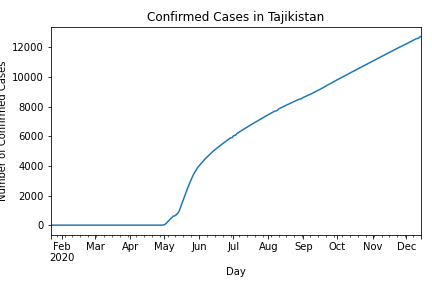 Confirmed Cases in Tajikistan
Number of Confirmed Cases
12000
10000
8000
6000
4000
2000
0
Feb Mar Apr May Jun Jul Aug Sep Oct Nov Dec
2020
Day